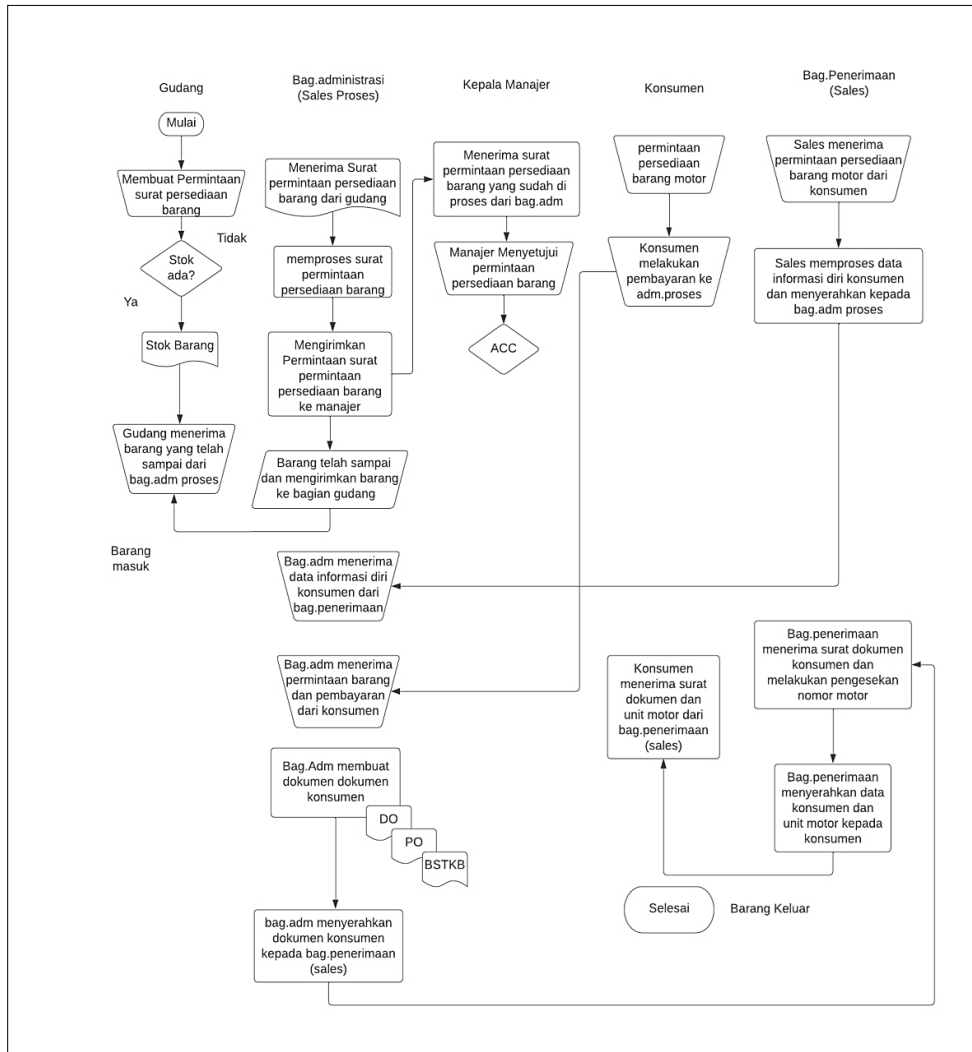 Gudang
Bag.administrasi
(Sales Proses)
Kepala Manajer
Konsumen
Bag.Penerimaan
(Sales)
Mulai
Membuat Permintaan
surat persediaan
barang
Tidak
Stok
ada?
Ya
Stok Barang
Gudang menerima
barang yang telah
sampai dari
bag.adm proses
Barang
masuk
Menerima Surat
permintaan persediaan
barang dari gudang
memproses surat
permintaan
persediaan barang
Mengirimkan
Permintaan surat
permintaan
persediaan barang
ke manajer
Barang telah sampai
dan mengirimkan barang
ke bagian gudang
Menerima surat
permintaan persediaan
barang yang sudah di
proses dari bag.adm
Manajer Menyetujui
permintaan
persediaan barang
ACC
permintaan
persediaan
barang motor
Konsumen
melakukan
pembayaran ke
adm.proses
Sales menerima
permintaan persediaan
barang motor dari
konsumen
Sales memproses data
informasi diri konsumen
dan menyerahkan kepada
bag.adm proses
Bag.adm menerima
data informasi diri
konsumen dari
bag.penerimaan
Bag.adm menerima
permintaan barang
dan pembayaran
dari konsumen
Bag.Adm membuat
dokumen dokumen
konsumen
DO
PO
BSTKB
bag.adm menyerahkan
dokumen konsumen
kepada bag.penerimaan
(sales)
Bag.penerimaan
menerima surat dokumen
konsumen dan
melakukan pengesekan
nomor motor
Bag.penerimaan
menyerahkan data
konsumen dan
unit motor kepada
konsumen
Konsumen
menerima surat
dokumen dan
unit motor dari
bag.penerimaan
(sales)
Selesai
Barang Keluar